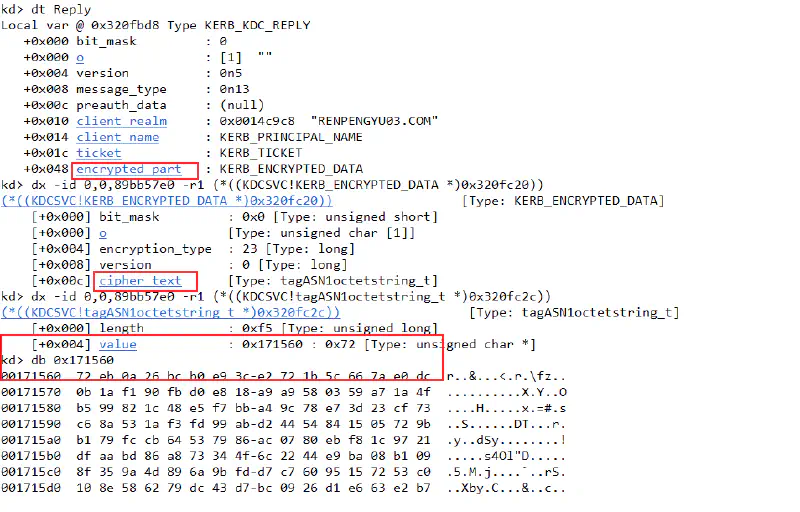 kd> dt Reply
Local var @ 0x320fbd8 Type KERB_KDC_REPLY
+0x000 bit_mask : 0
+0x000 o : [1] ""
+0x004 version : 0n5
+0x008 message_type : 0n13
+0x00c preauth_data : (null)
+0x010 client_realm : 0x0014c9c8 "RENPENGYU03.COM"
+0x014 client_name : KERB_PRINCIPAL_NAME
+0x01c ticket : KERB_TICKET
+0x048 encrypted_part : KERB_ENCRYPTED_DATA
kd> dx -id 0,0,89bb57e0 -r1 (*((KDCSVC!KERB_ENCRYPTED_DATA *)0x320fc20))
(*((KDCSVC!KERB_ENCRYPTED_DATA *)0x320fc20)) [Type: KERB_ENCRYPTED_DATA]
[+0x000] bit_mask : 0x0 [Type: unsigned short]
[+0x000] o [Type: unsigned char [1]]
[+0x004] encryption_type : 23 [Type: long]
[+0x008] version : 0 [Type: long]
[+0x00c] cipher_text [Type: tagASN1octetstring_t]
kd> dx -id 0,0,89bb57e0 -r1 (*((KDCSVC!tagASN1octetstring_t *)0x320fc2c))
(*((KDCSVC!tagASN1octetstring_t *)0x320fc2c)) [Type: tagASN1octetstring_t]
[+0x000] length : 0xf5 [Type: unsigned long]
[+0x004] value : 0x171560 : 0x72 [Type: unsigned char *]
kd> db 0x171560
00171560 72 eb 0a 26 bc b0 e9 3c-e2 72 1b 5c 66 7a e0 dc r..&...<.r.\fz..
00171570 0b 1a f1 90 fb d0 e8 18-a9 a9 58 03 59 a7 1a 4f ..........X.Y..O
00171580 b5 99 82 1c 48 e5 f7 bb-a4 9c 78 e7 3d 23 cf 73 ....H.....x.=#.s
00171590 c6 8a 53 1a f3 fd 99 ab-d2 44 54 84 15 05 72 9b ..S......DT...r.
001715a0 b1 79 fc cb 64 53 79 86-ac 07 80 eb f8 1c 97 21 .y..dSy........!
001715b0 df aa bd 86 a8 73 34 4f-6c 22 44 e9 ba 08 b1 09 .....s4Ol"D.....
001715c0 8f 35 9a 4d 89 6a 9b fd-d7 c7 60 95 15 72 53 c0 .5.M.j....`..rS.
001715d0 10 8e 58 62 79 dc 43 d7-bc 09 26 d1 e6 63 e2 b7 ..Xby.C...&..c..